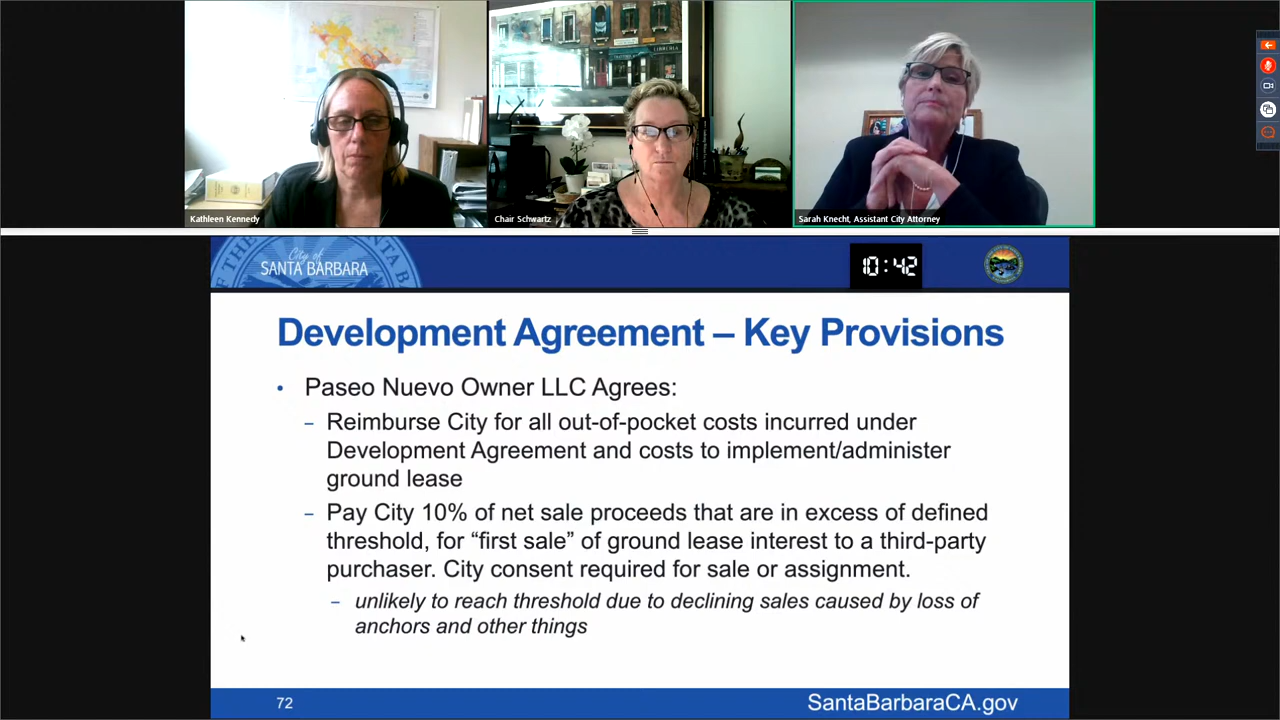 LIBRERIA
Kathleen Kennedy
Chair Schwartz
Sarah Knecht, Assistant City Attorney
City of
SANTA BARBARA
10:42
Development Agreement – Key Provisions
• Paseo Nuevo Owner LLC Agrees:
– Reimburse City for all out-of-pocket costs incurred under
Development Agreement and costs to implement/administer
ground lease
– Pay City 10% of net sale proceeds that are in excess of defined
threshold, for “first sale” of ground lease interest to a third-party
purchaser. City consent required for sale or assignment.
– unlikely to reach threshold due to declining sales caused by loss of
anchors and other things
72
SantaBarbaraCA.gov